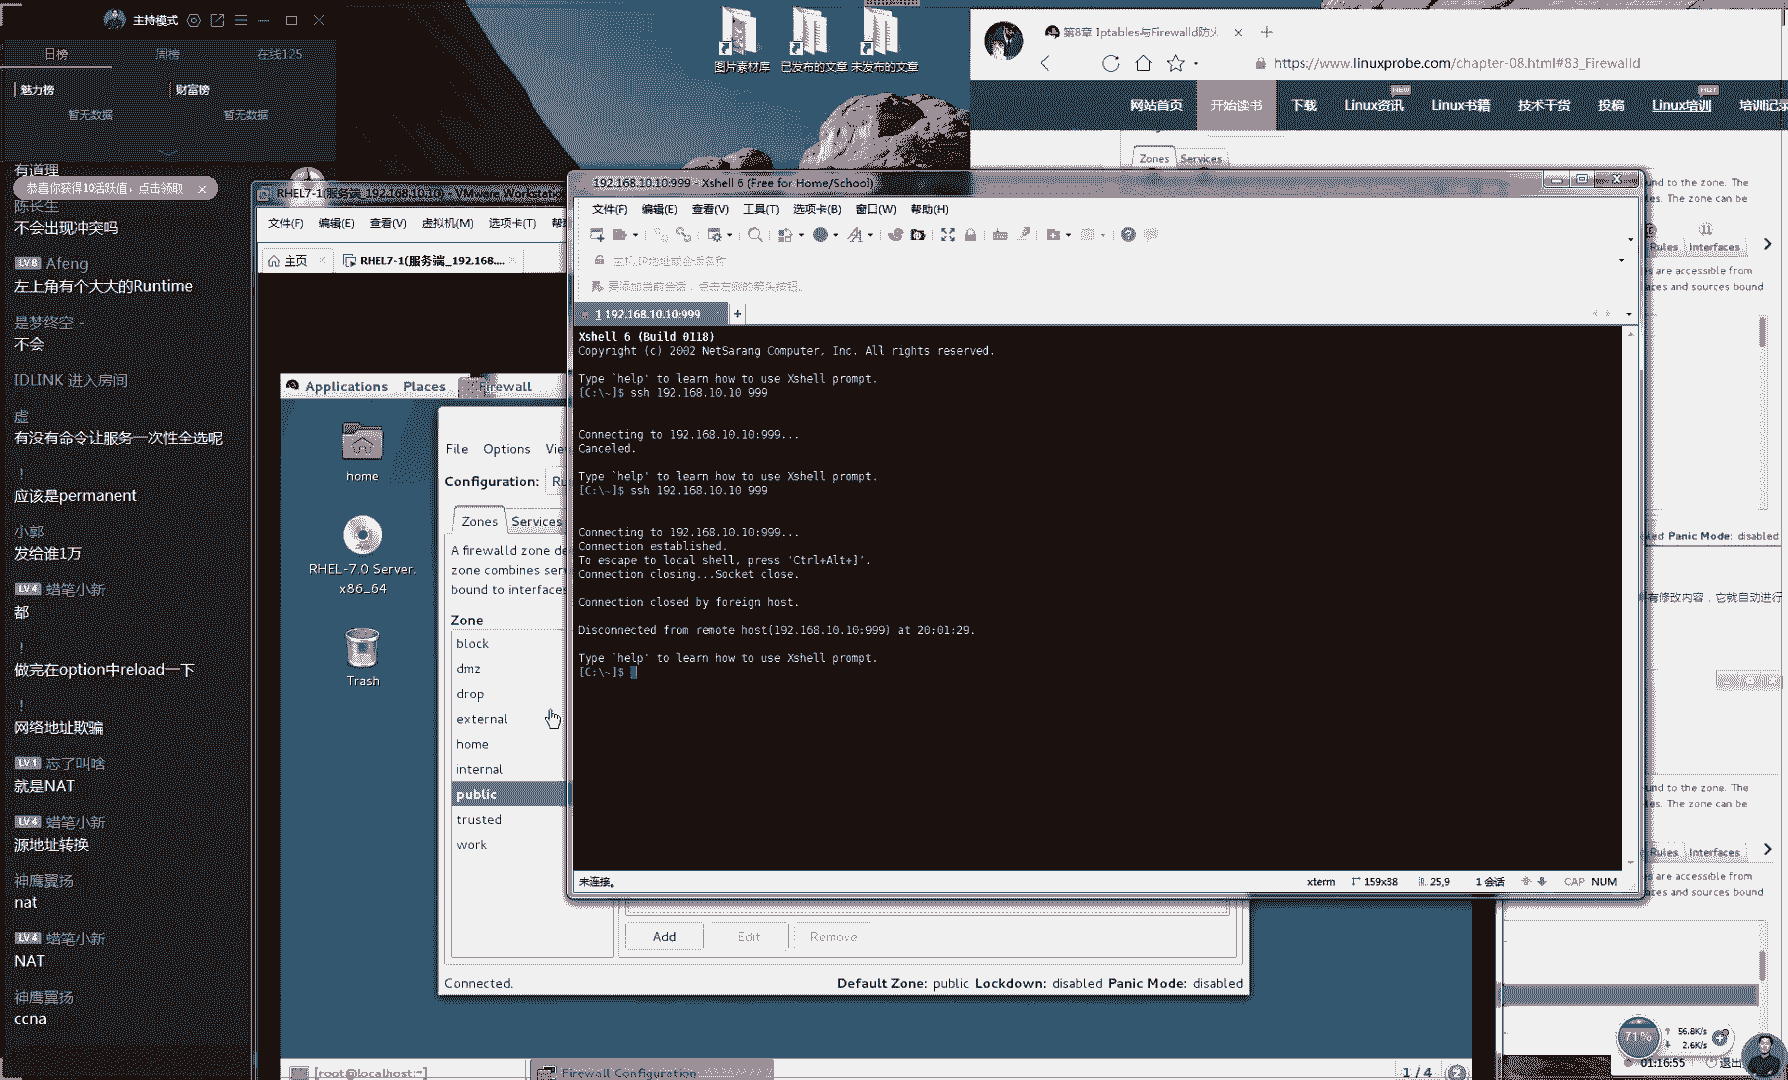 主持模式
日榜 周榜 在线125
魅力榜 财富榜
暂无数据 暂无数据
有道理
恭喜你获得10活跃值，点击领取
陈长生
不会出现冲突吗
LV8 Afeng
左上角有个大大的Runtime
是梦终空 -
不会
IDLINK 进入房间
虚
有没有命令让服务一次性全选呢
！
应该是permanent
小郭
发给谁1万
LV4 蜡笔小新
都
！
做完在option中reload一下
！
网络地址欺骗
LV1 忘了叫啥
就是NAT
LV4 蜡笔小新
源地址转换
神鹰翼扬
nat
LV4 蜡笔小新
NAT
神鹰翼扬
ccna
图片素材库 已发布的文章 未发布的文章
第8章 Iptables与Firewalld防火
https://www.linuxprobe.com/chapter-08.html#83_Firewalld
网站首页 开始读书 下载 Linux资讯 Linux书籍 技术干货 投稿 Linux培训 培训记录
NEW HOT
Zones Services
und to the zone. The
es. The zone can be
Rules Interfaces
s are accessible from
aces and sources bound
led Panic Mode: disabled
有修改内容，它就自动进行
und to the zone. The
es. The zone can be
Rules Interfaces
s are accessible from
aces and sources bound
RHEL7-1(服务端_192.168.10.10) - VMware Workstation
文件(F) 编辑(E) 查看(V) 虚拟机(M) 选项卡(T) 帮
主页 RHEL7-1(服务端_192.168....
Applications Places Firewall
home
RHEL-7.0 Server.
x86_64
Trash
File Options Vie
Configuration: Ru
Zones Services
A firewalld zone de
zone combines serv
bound to interfaces
Zone
block
dmz
drop
external
home
internal
public
trusted
work
Add Edit Remove
Connected.
Default Zone: public Lockdown: disabled Panic Mode: disabled
[root@localhost:~]
Firewall Configuration
1 / 4
192.168.10.10:999 - Xshell 6 (Free for Home/School)
文件(F) 编辑(E) 查看(V) 工具(T) 选项卡(B) 窗口(W) 帮助(H)
要添加当前会话，点击左侧的箭头按钮。
1 192.168.10.10:999
Xshell 6 (Build 0118)
Copyright (c) 2002 NetSarang Computer, Inc. All rights reserved.
Type `help' to learn how to use Xshell prompt.
[C:\~]$ ssh 192.168.10.10 999
Connecting to 192.168.10.10:999...
Canceled.
Type `help' to learn how to use Xshell prompt.
[C:\~]$ ssh 192.168.10.10 999
Connecting to 192.168.10.10:999...
Connection established.
To escape to local shell, press 'Ctrl+Alt+]'.
Connection closing...Socket close.
Connection closed by foreign host.
Disconnected from remote host(192.168.10.10:999) at 20:01:29.
Type `help' to learn how to use Xshell prompt.
[C:\~]$
未连接。
xterm 159x38 25,9 1 会话 CAP NUM
71%
56.8K/s
2.6K/s
01:16:55 退出